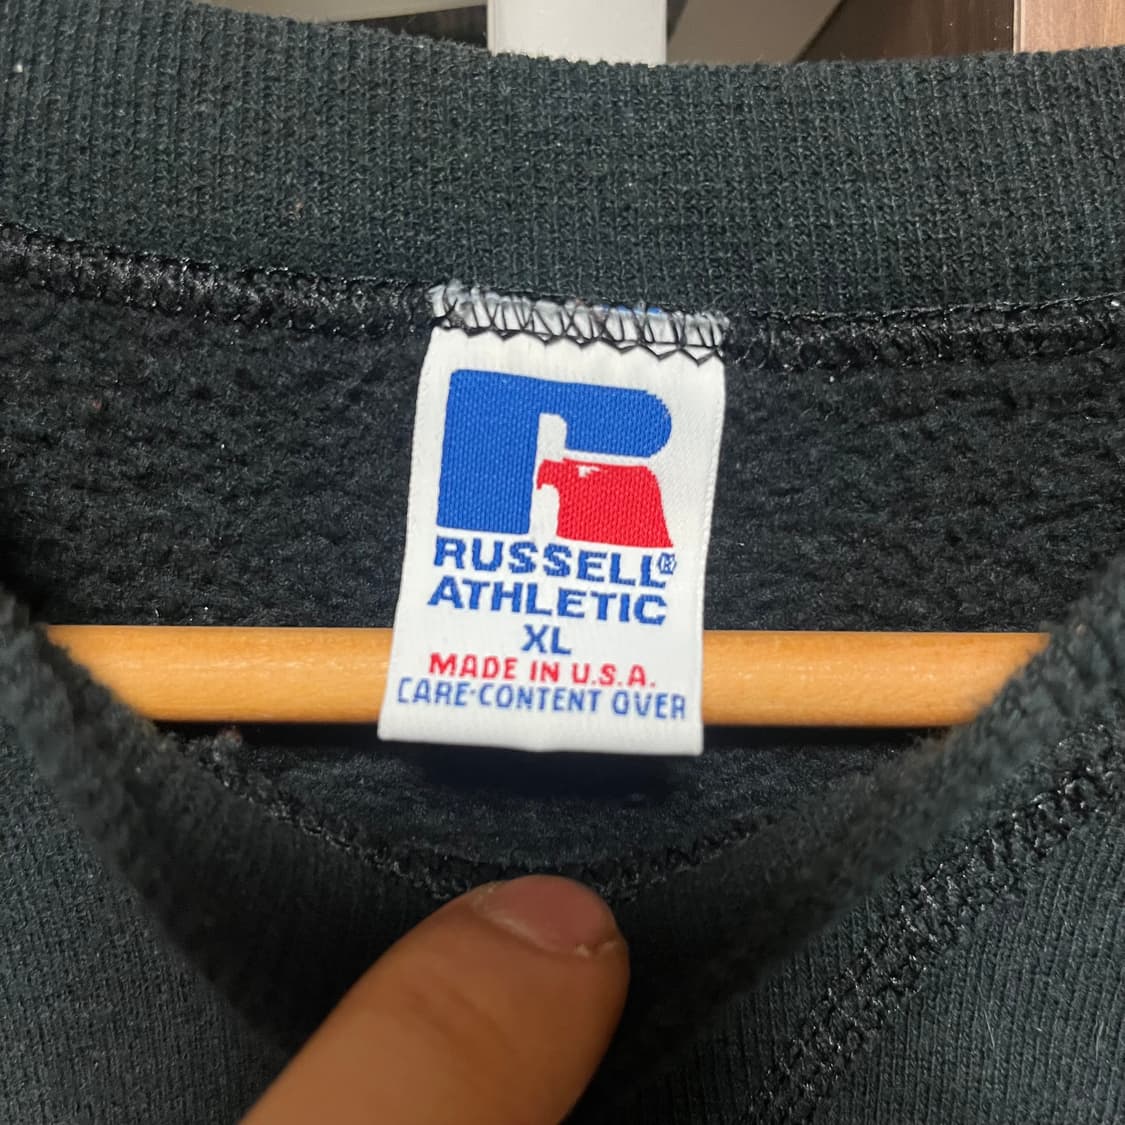 RUSSELL®
ATHLETIC
XL
MADE IN U.S.A.
CARE·CONTENT OVER